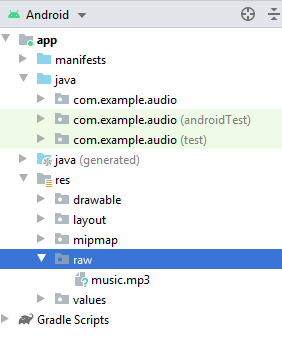 Android
app
manifests
java
com.example.audio
com.example.audio (androidTest)
com.example.audio (test)
java (generated)
res
drawable
layout
mipmap
raw
music.mp3
values
Gradle Scripts